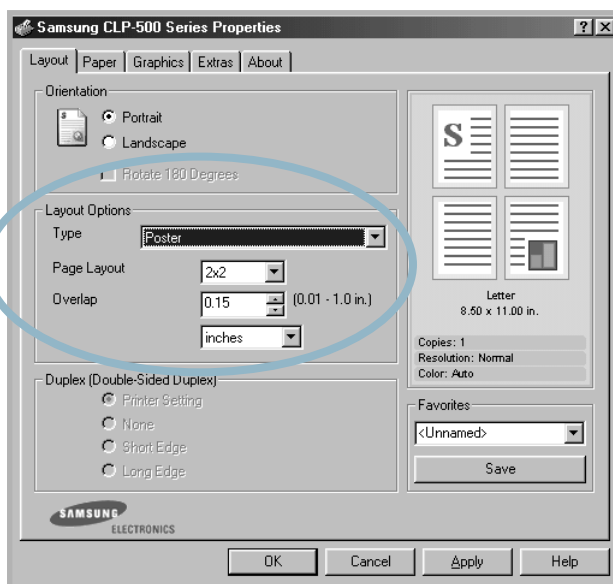 Samsung CLP-500 Series Properties
Layout Paper Graphics Extras About
Orientation
Portrait
Landscape
Rotate 180 Degrees
Layout Options
Type Poster
Page Layout 2x2
Overlap 0.15 (0.01 - 1.0 in.)
inches
Duplex (Double-Sided Duplex)
Printer Setting
None
Short Edge
Long Edge
SAMSUNG
ELECTRONICS
S
S
Letter
8.50 x 11.00 in.
Copies: 1
Resolution: Normal
Color: Auto
Favorites
<Unnamed>
Save
OK Cancel Apply Help